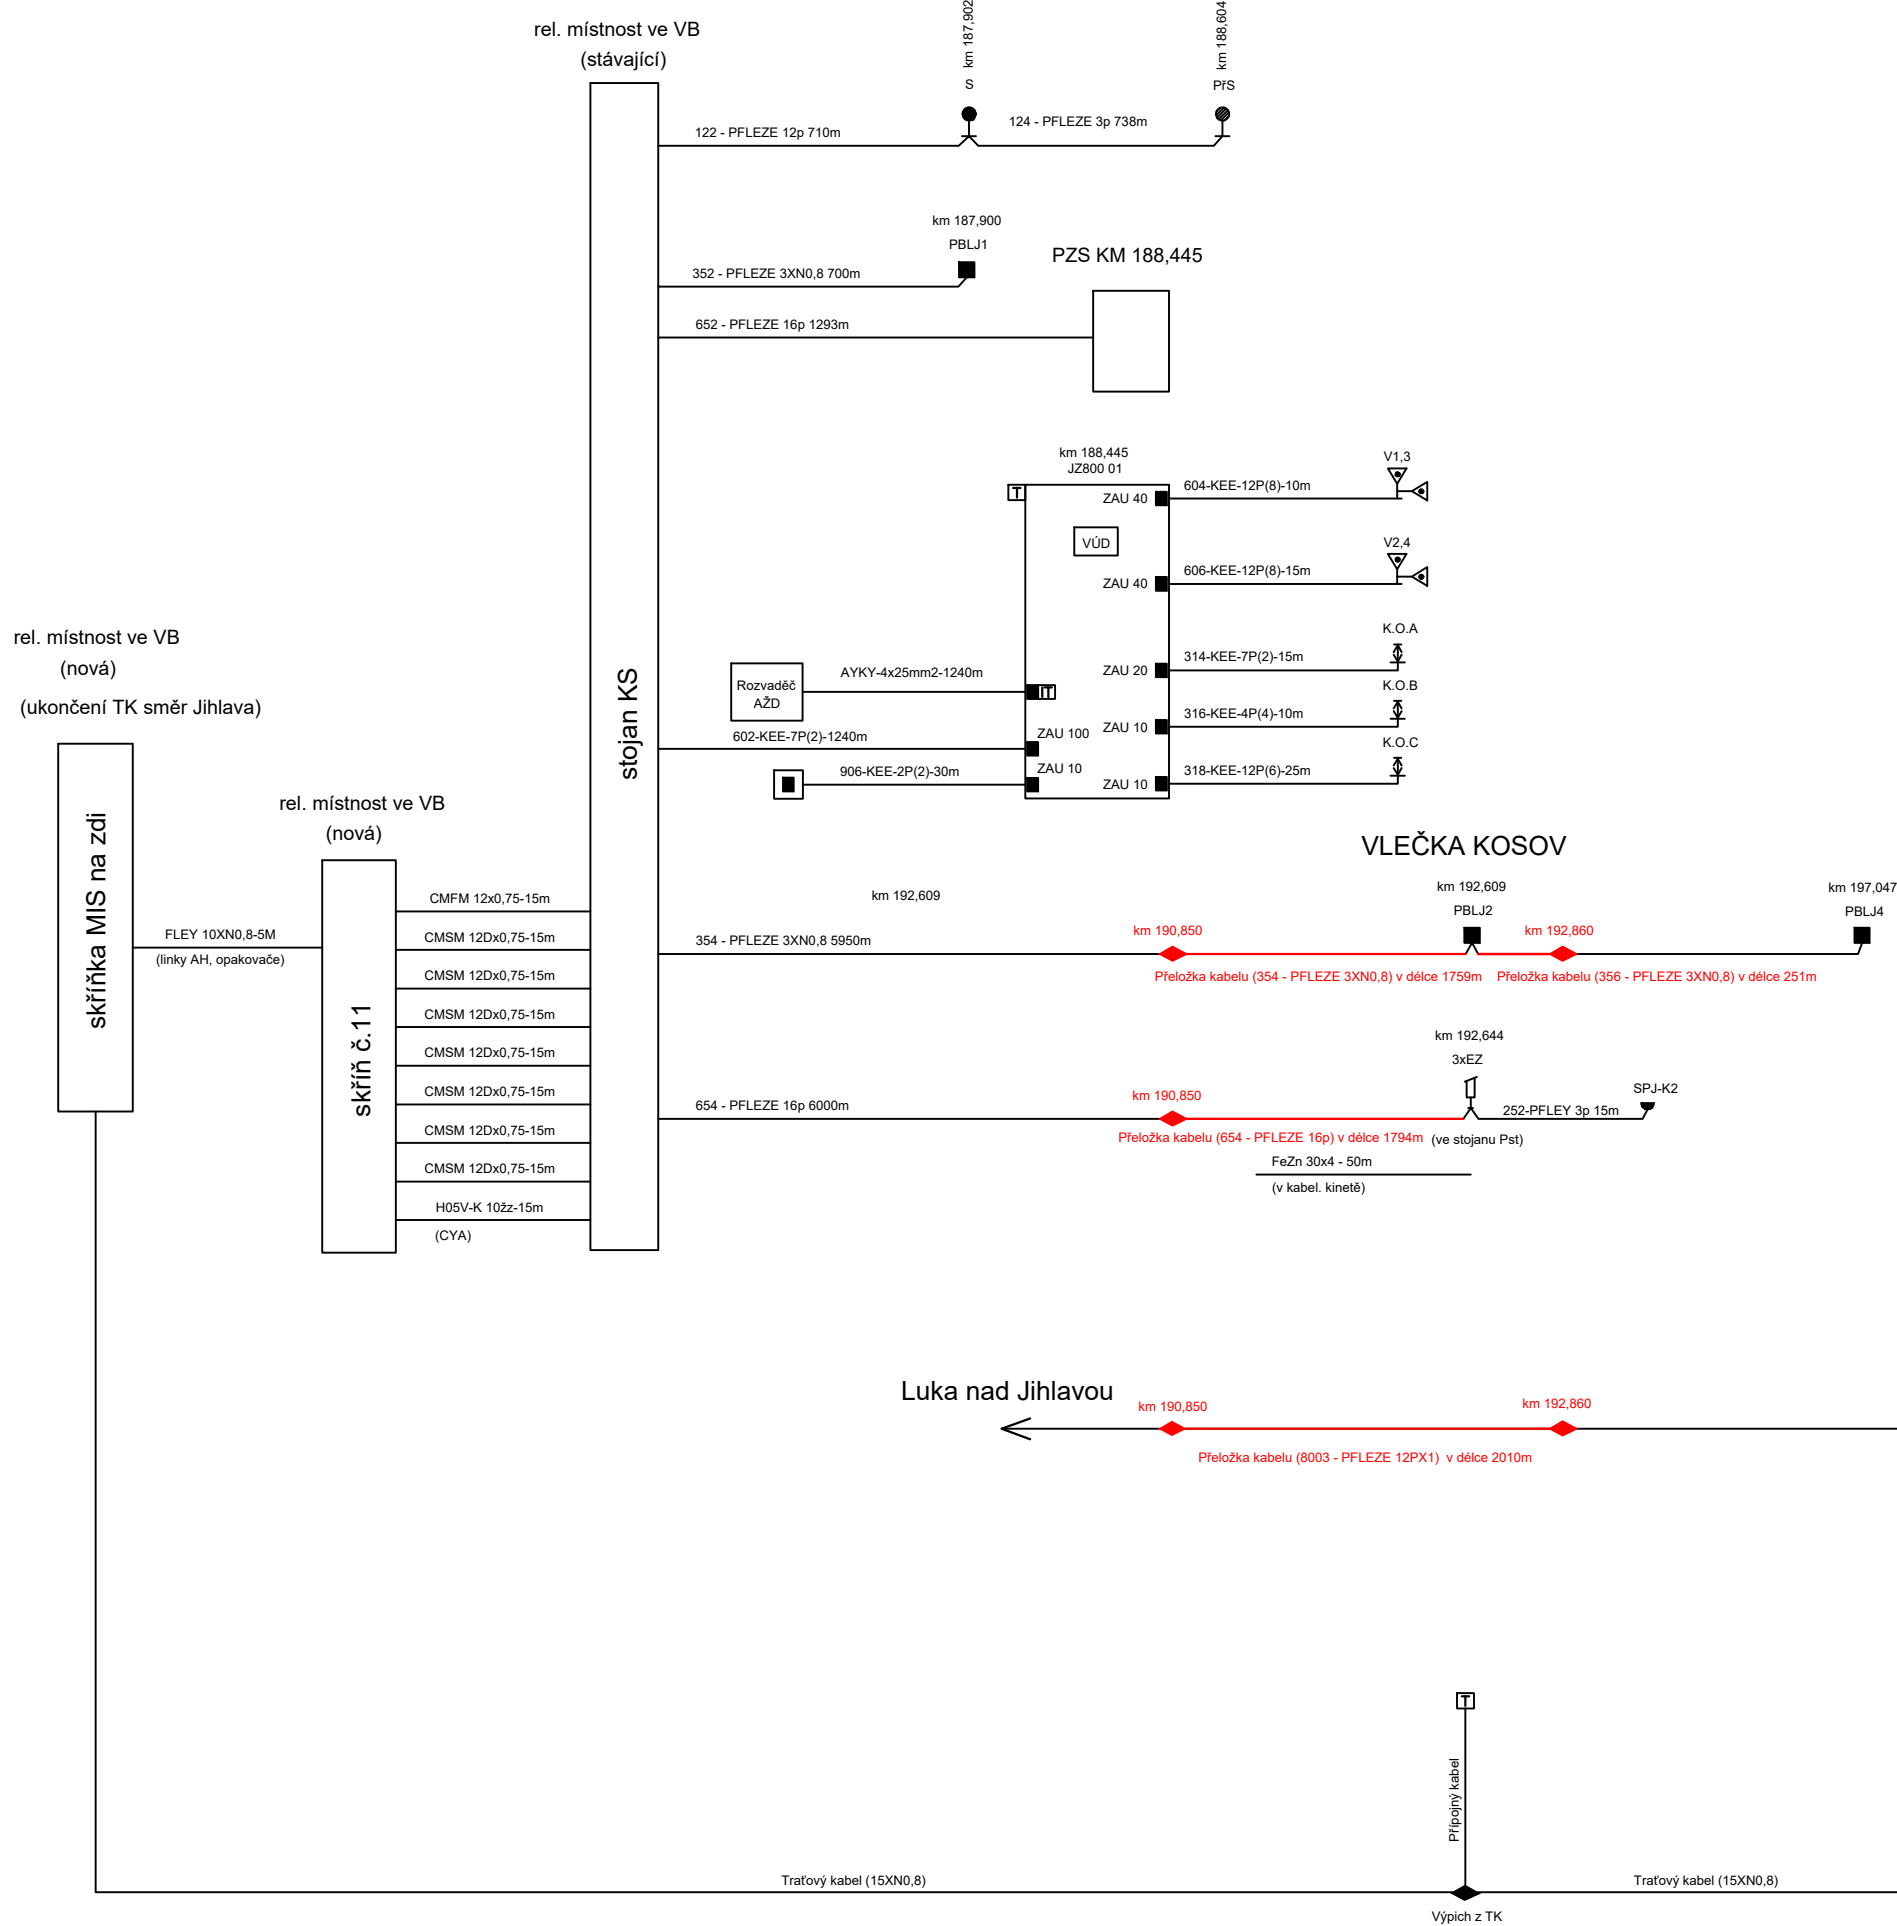 rel. místnost ve VB
(stávající)
km 187,902
S
km 188,604
PřS
122 - PFLEZE 12p 710m
124 - PFLEZE 3p 738m
km 187,900
PBLJ1
352 - PFLEZE 3XN0,8 700m
PZS KM 188,445
652 - PFLEZE 16p 1293m
km 188,445
JZ800 01
T
ZAU 40
604-KEE-12P(8)-10m
V1,3
VÚD
ZAU 40
606-KEE-12P(8)-15m
V2,4
ZAU 20
314-KEE-7P(2)-15m
K.O.A
ZAU 10
316-KEE-4P(4)-10m
K.O.B
ZAU 10
318-KEE-12P(6)-25m
K.O.C
Rozvaděč
AŽD
AYKY-4x25mm2-1240m
T
602-KEE-7P(2)-1240m
ZAU 100
906-KEE-2P(2)-30m
ZAU 10
stojan KS
rel. místnost ve VB
(nová)
(ukončení TK směr Jihlava)
skříňka MIS na zdi
FLEY 10XN0,8-5M
(linky AH, opakovače)
rel. místnost ve VB
(nová)
skříň č.11
CMFM 12x0,75-15m
CMSM 12Dx0,75-15m
CMSM 12Dx0,75-15m
CMSM 12Dx0,75-15m
CMSM 12Dx0,75-15m
CMSM 12Dx0,75-15m
CMSM 12Dx0,75-15m
CMSM 12Dx0,75-15m
H05V-K 10žz-15m
(CYA)
VLEČKA KOSOV
km 192,609
354 - PFLEZE 3XN0,8 5950m
km 190,850
km 192,609
PBLJ2
km 192,860
km 197,047
PBLJ4
Přeložka kabelu (354 - PFLEZE 3XN0,8) v délce 1759m
Přeložka kabelu (356 - PFLEZE 3XN0,8) v délce 251m
km 192,644
3xEZ
654 - PFLEZE 16p 6000m
km 190,850
252-PFLEY 3p 15m
SPJ-K2
Přeložka kabelu (654 - PFLEZE 16p) v délce 1794m
(ve stojanu Pst)
FeZn 30x4 - 50m
(v kabel. kinetě)
Luka nad Jihlavou
km 190,850
km 192,860
Přeložka kabelu (8003 - PFLEZE 12PX1) v délce 2010m
T
Přípojný kabel
Traťový kabel (15XN0,8)
Traťový kabel (15XN0,8)
Výpich z TK